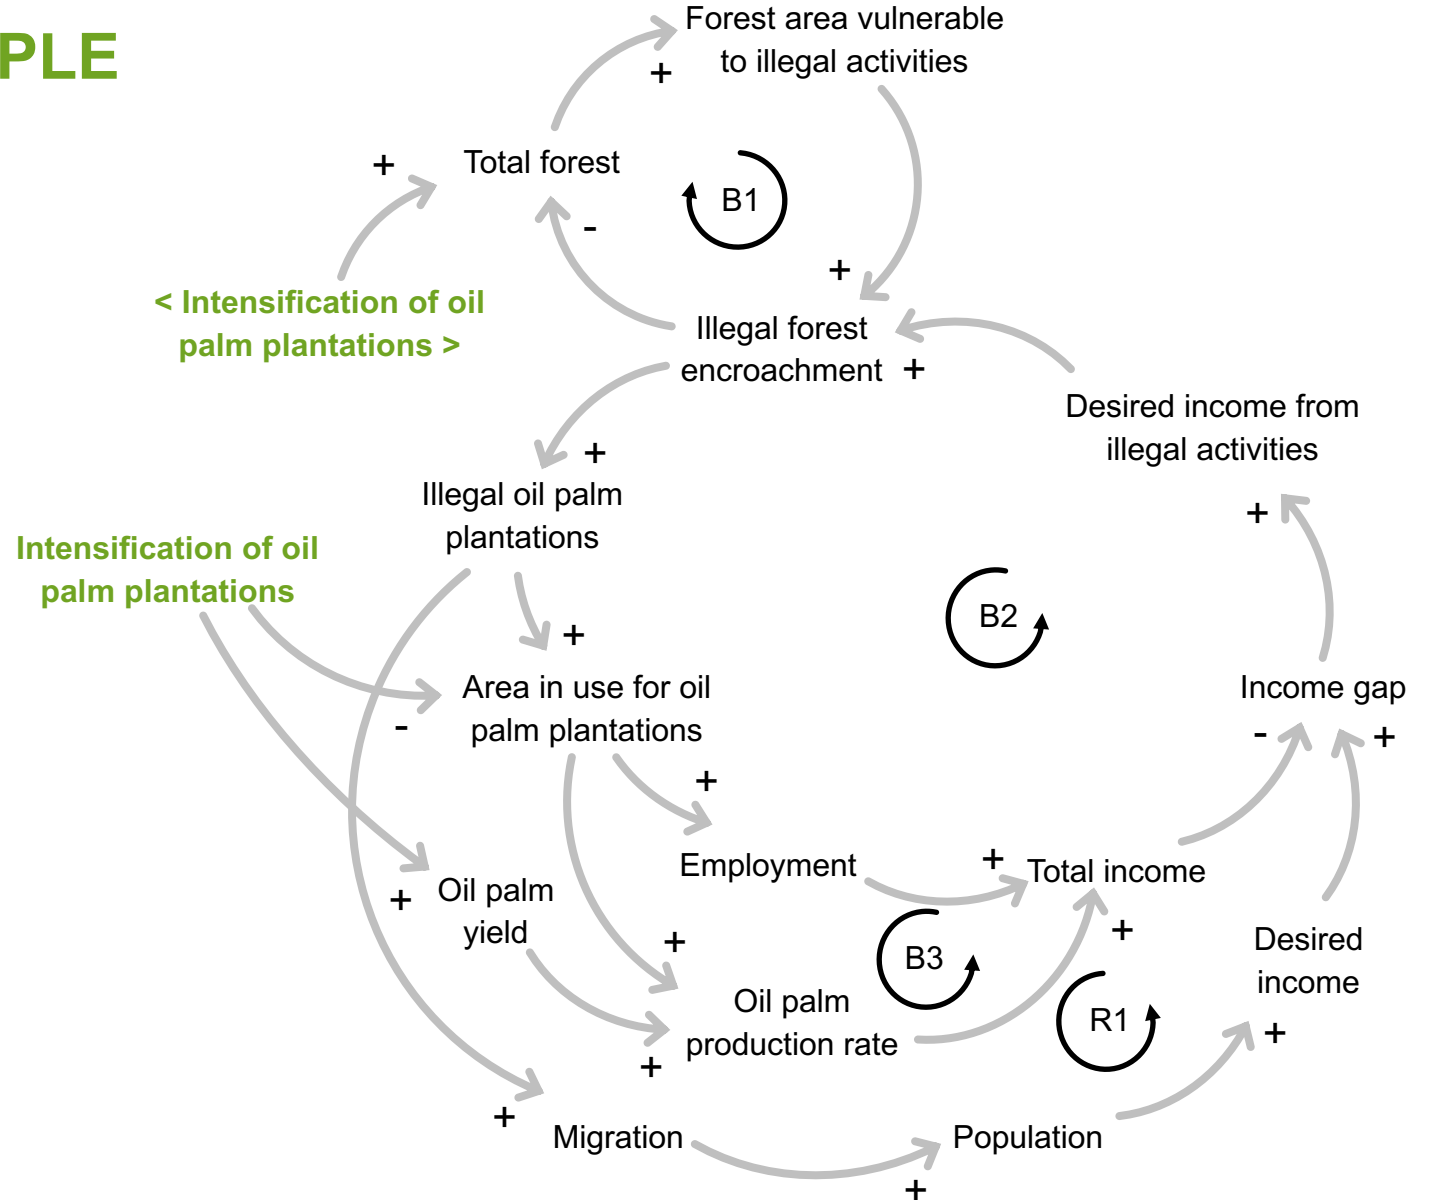 PLE
Forest area vulnerable
to illegal activities
+
+
Total forest
B1
-
+
< Intensification of oil
palm plantations >
Illegal forest
encroachment
+
Desired income from
illegal activities
+
Illegal oil palm
plantations
+
Intensification of oil
palm plantations
+
B2
Area in use for oil
palm plantations
-
Income gap
-
+
+
Employment
+
Total income
+
Oil palm
yield
+
+
B3
Desired
income
Oil palm
production rate
R1
+
+
+
Migration
Population
+